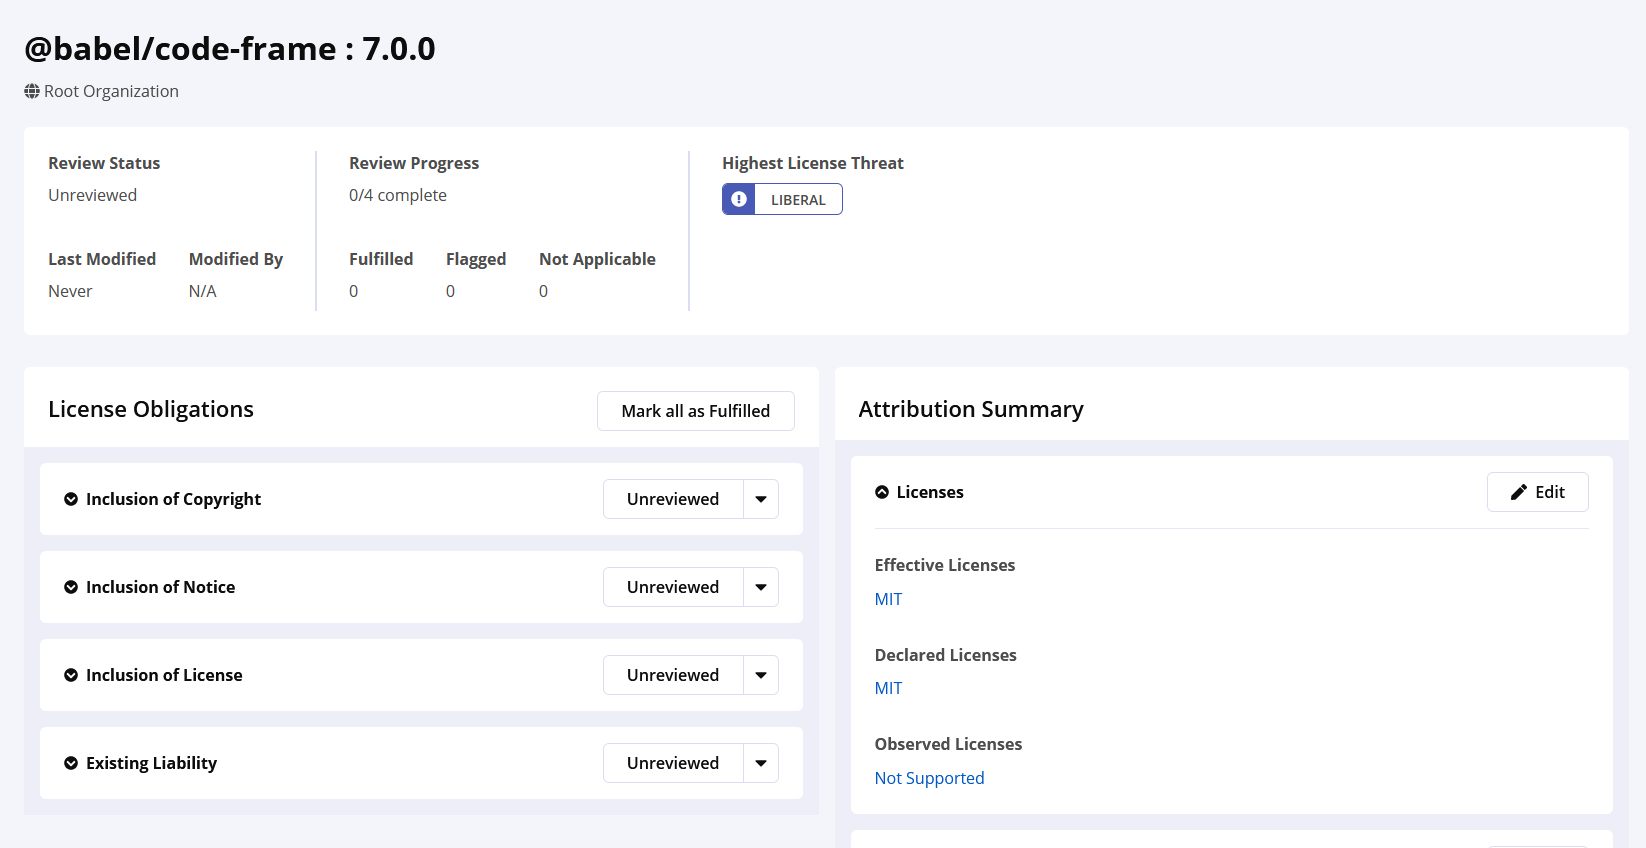 @babel/code-frame : 7.0.0
Root Organization
Review Status
Unreviewed
Last Modified
Never
Modified By
N/A
Review Progress
0/4 complete
Fulfilled
0
Flagged
0
Not Applicable
0
Highest License Threat
LIBERAL
License Obligations
Mark all as Fulfilled
Inclusion of Copyright
Unreviewed
Inclusion of Notice
Unreviewed
Inclusion of License
Unreviewed
Existing Liability
Unreviewed
Attribution Summary
Licenses
Edit
Effective Licenses
MIT
Declared Licenses
MIT
Observed Licenses
Not Supported